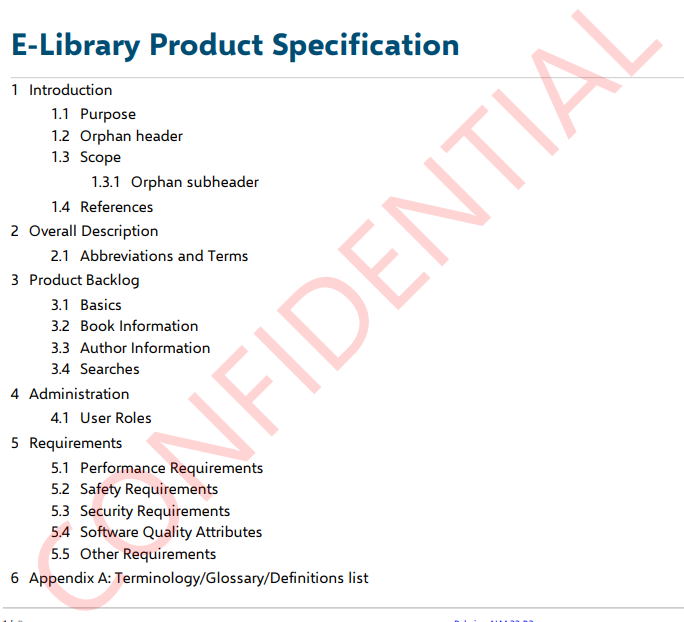 E-Library Product Specification
1 Introduction
1.1 Purpose
1.2 Orphan header
1.3 Scope
1.3.1 Orphan subheader
1.4 References
2 Overall Description
2.1 Abbreviations and Terms
3 Product Backlog
3.1 Basics
3.2 Book Information
3.3 Author Information
3.4 Searches
4 Administration
4.1 User Roles
5 Requirements
5.1 Performance Requirements
5.2 Safety Requirements
5.3 Security Requirements
5.4 Software Quality Attributes
5.5 Other Requirements
6 Appendix A: Terminology/Glossary/Definitions list
CONFIDENTIAL